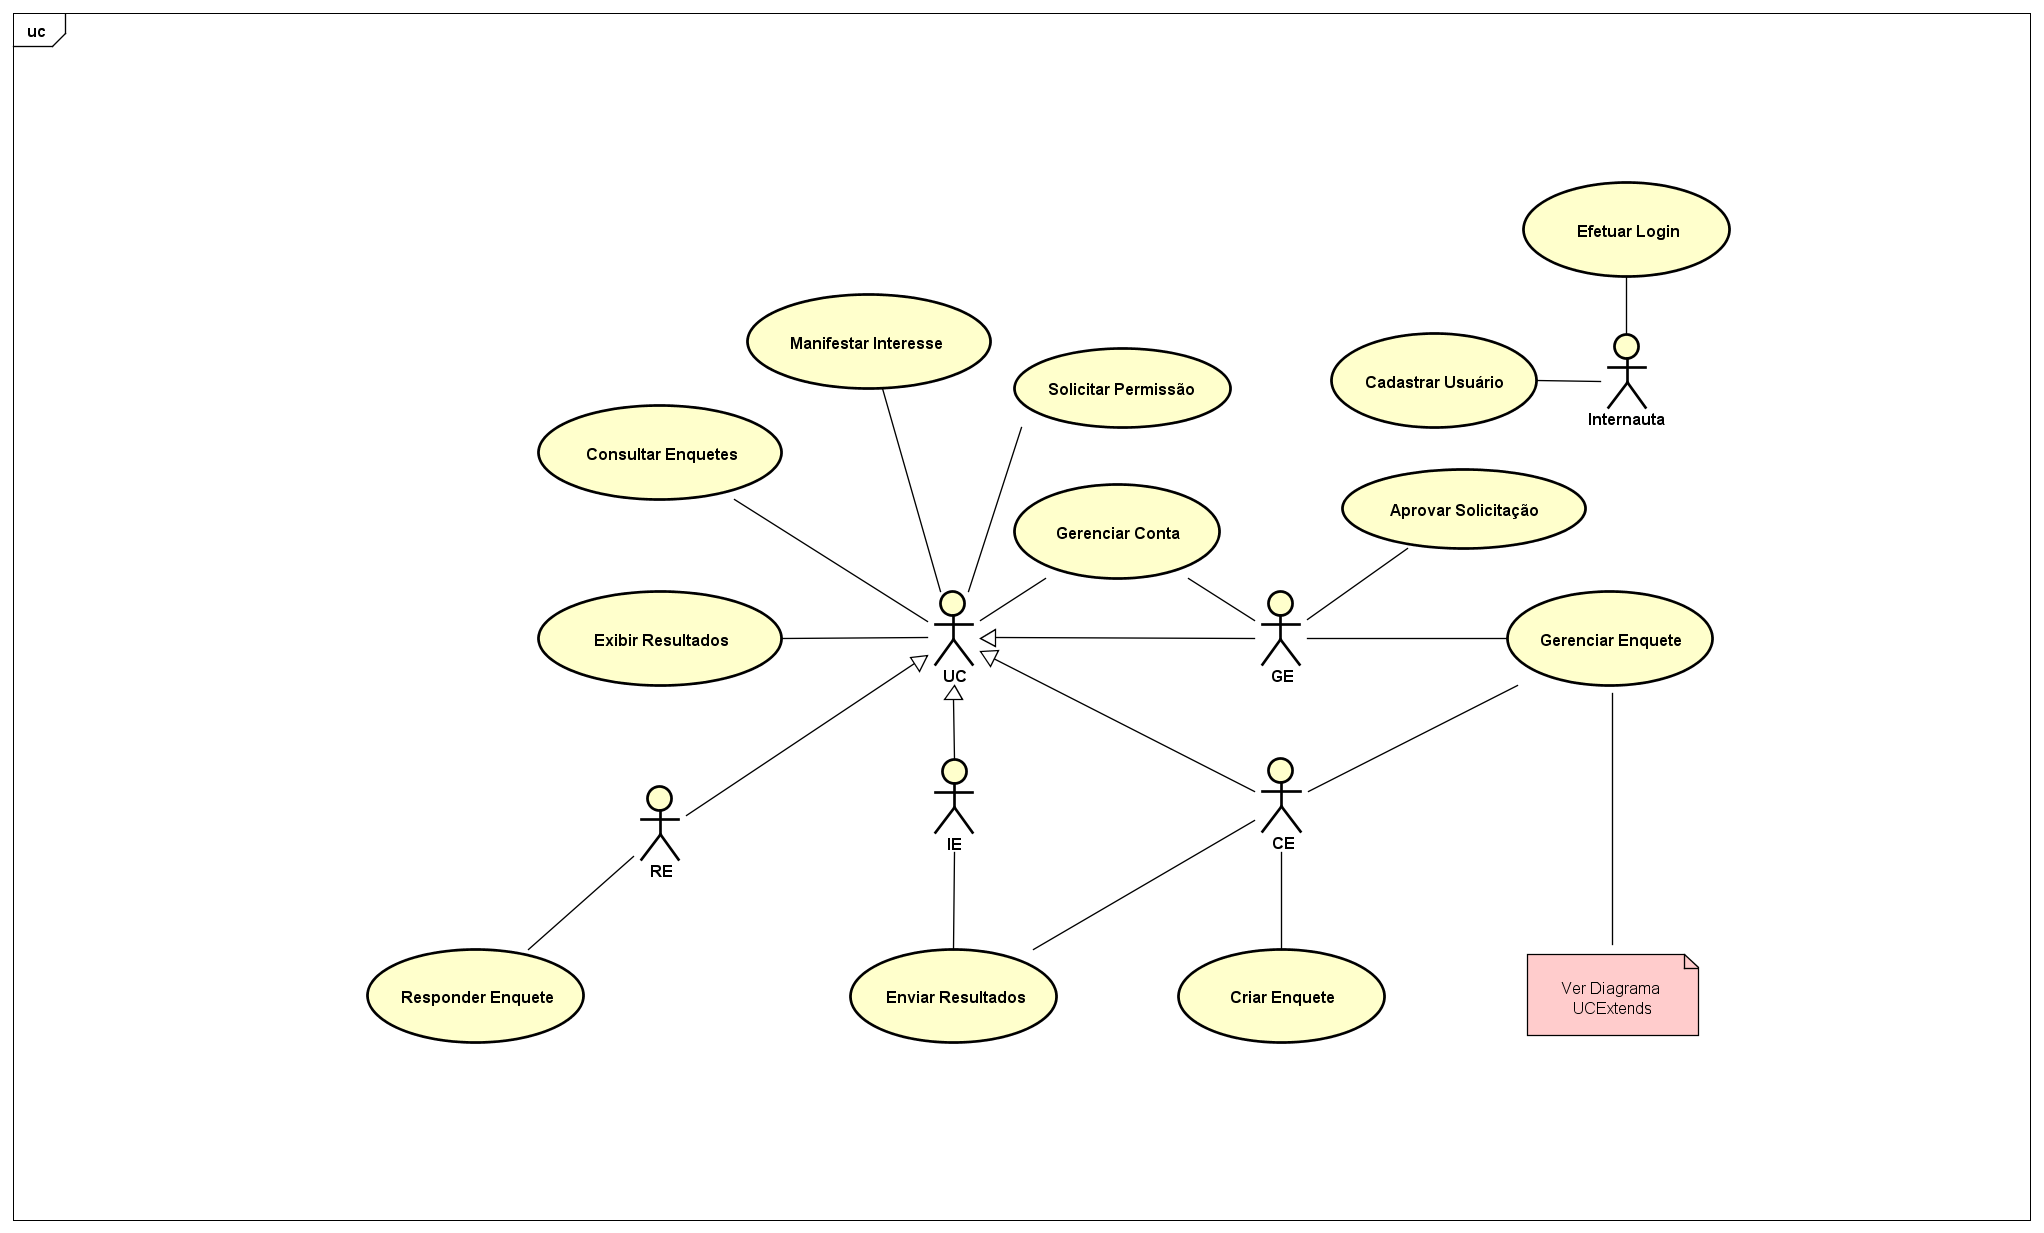 uc
Efetuar Login
Manifestar Interesse
Solicitar Permissão
Cadastrar Usuário
Internauta
Consultar Enquetes
Gerenciar Conta
Aprovar Solicitação
Exibir Resultados
UC
GE
Gerenciar Enquete
RE
IE
CE
Responder Enquete
Enviar Resultados
Criar Enquete
Ver Diagrama
UCExtends